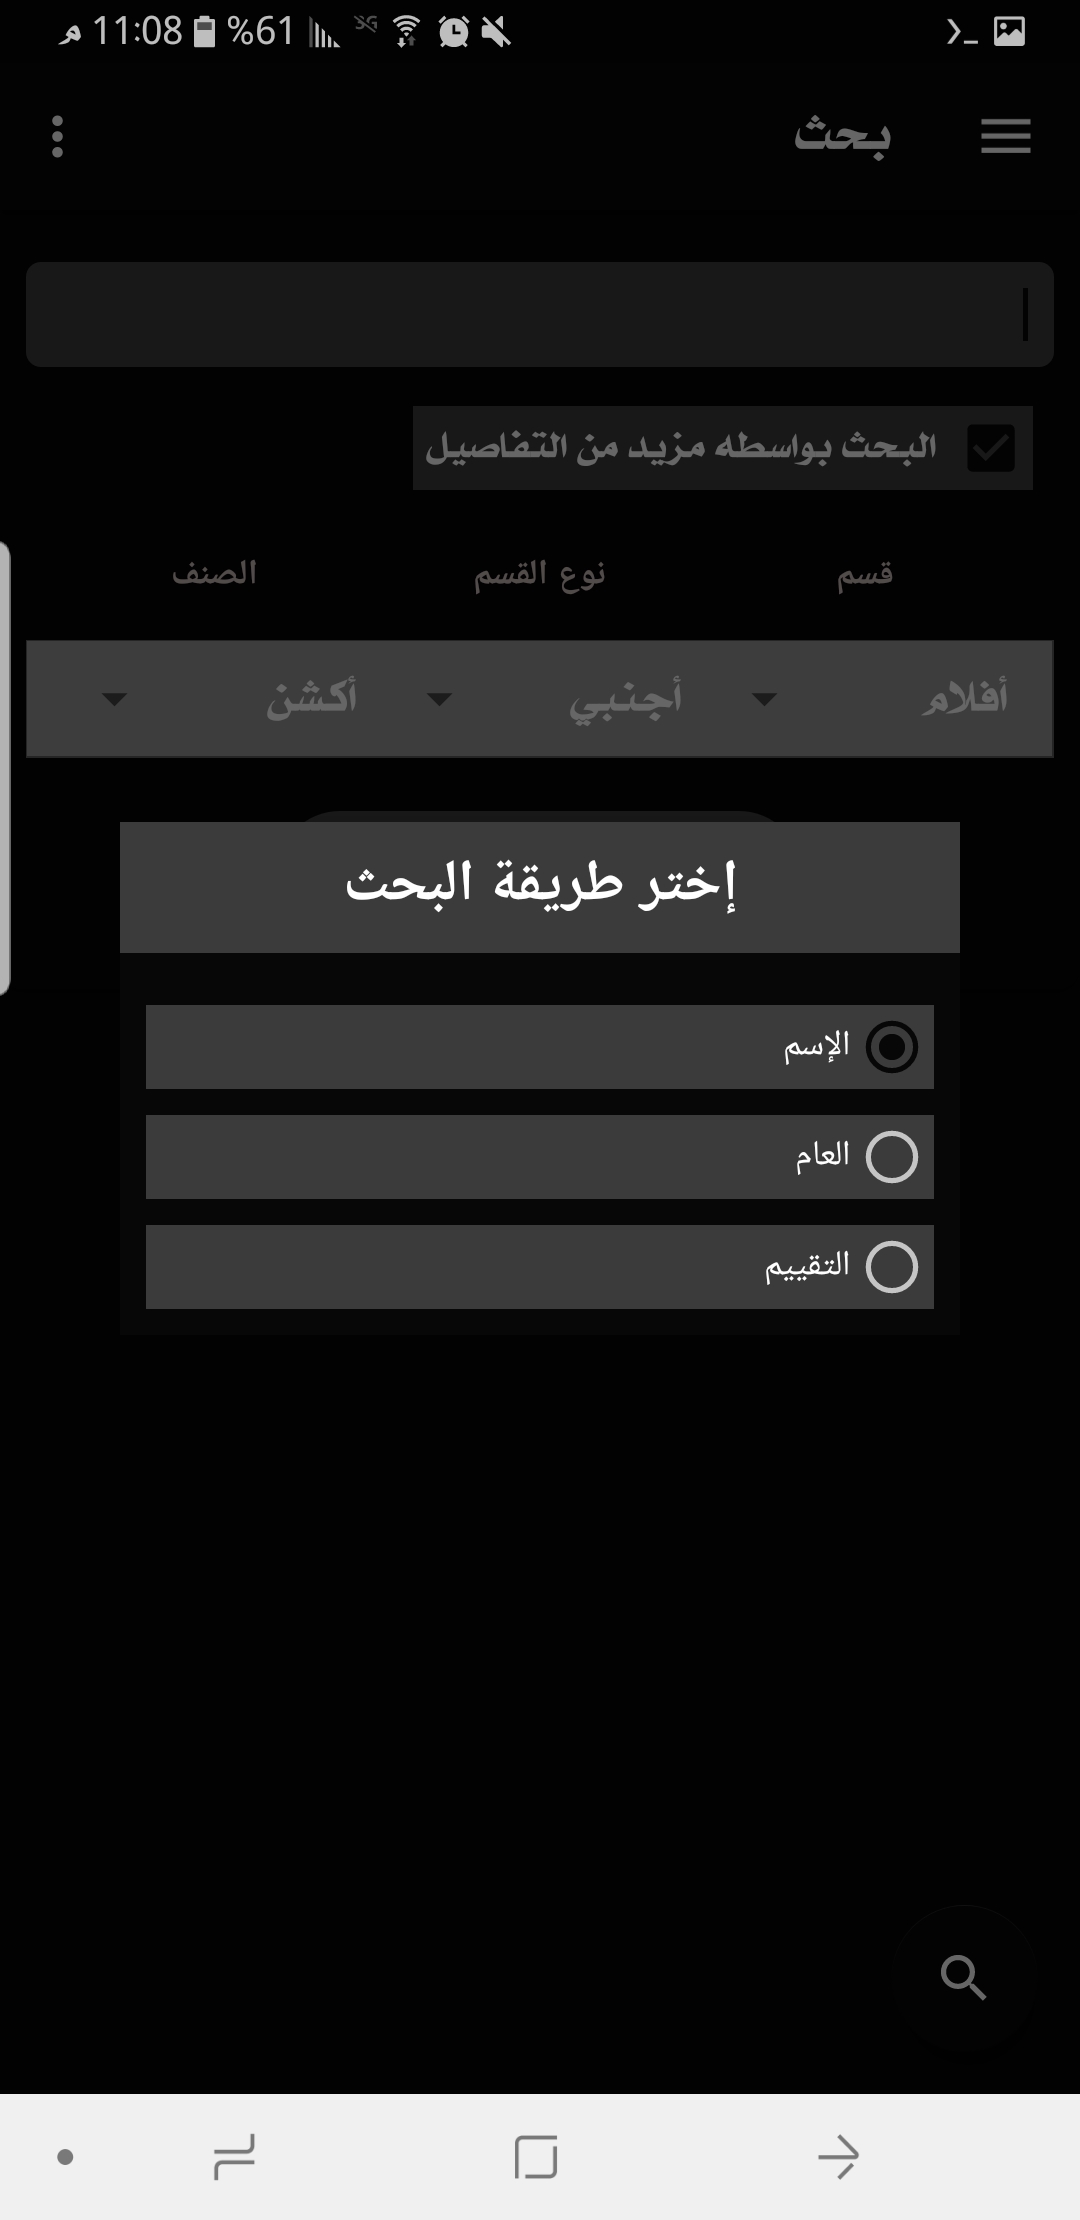 11:08 م %61 3G
بحث
البحث بواسطه مزيد من التفاصيل
قسم نوع القسم الصنف
أفلام أجنبي أكشن
إختر طريقة البحث
الإسم
العام
التقييم